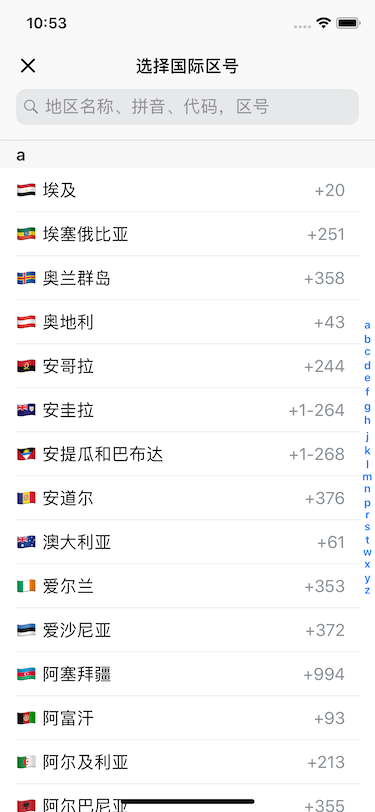 10:53
选择国际区号
地区名称、拼音、代码，区号
a
埃及 +20
埃塞俄比亚 +251
奥兰群岛 +358
奥地利 +43
安哥拉 +244
安圭拉 +1-264
安提瓜和巴布达 +1-268
安道尔 +376
澳大利亚 +61
爱尔兰 +353
爱沙尼亚 +372
阿塞拜疆 +994
阿富汗 +93
阿尔及利亚 +213
阿尔巴尼亚 +355
a
b
c
d
e
f
g
h
j
k
l
m
n
p
r
s
t
w
x
y
z